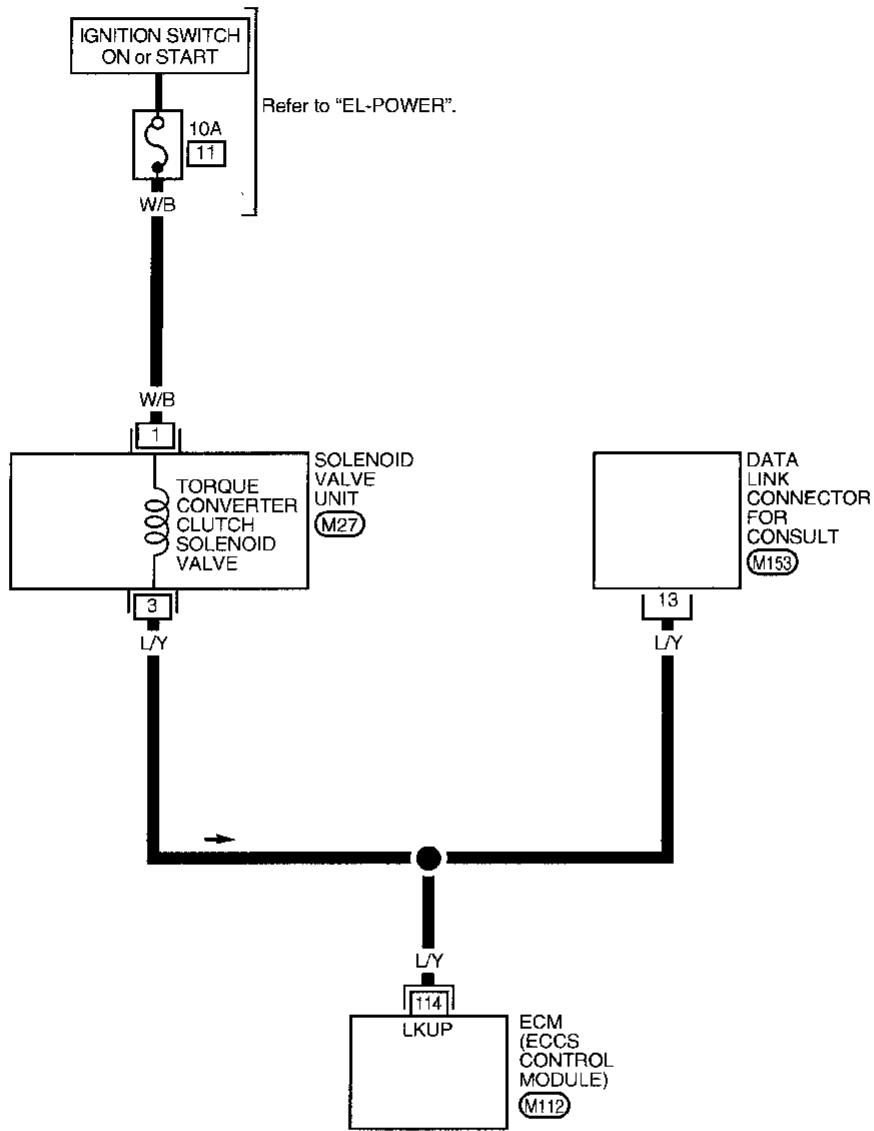 IGNITION SWITCH
ON or START
Refer to "EL-POWER".
10A
11
W/B
W/B
1
TORQUE
CONVERTER
CLUTCH
SOLENOID
VALVE
SOLENOID
VALVE
UNIT
M27
3
L/Y
DATA
LINK
CONNECTOR
FOR
CONSULT
M153
13
L/Y
L/Y
114
LKUP
ECM
(ECCS
CONTROL
MODULE)
M112